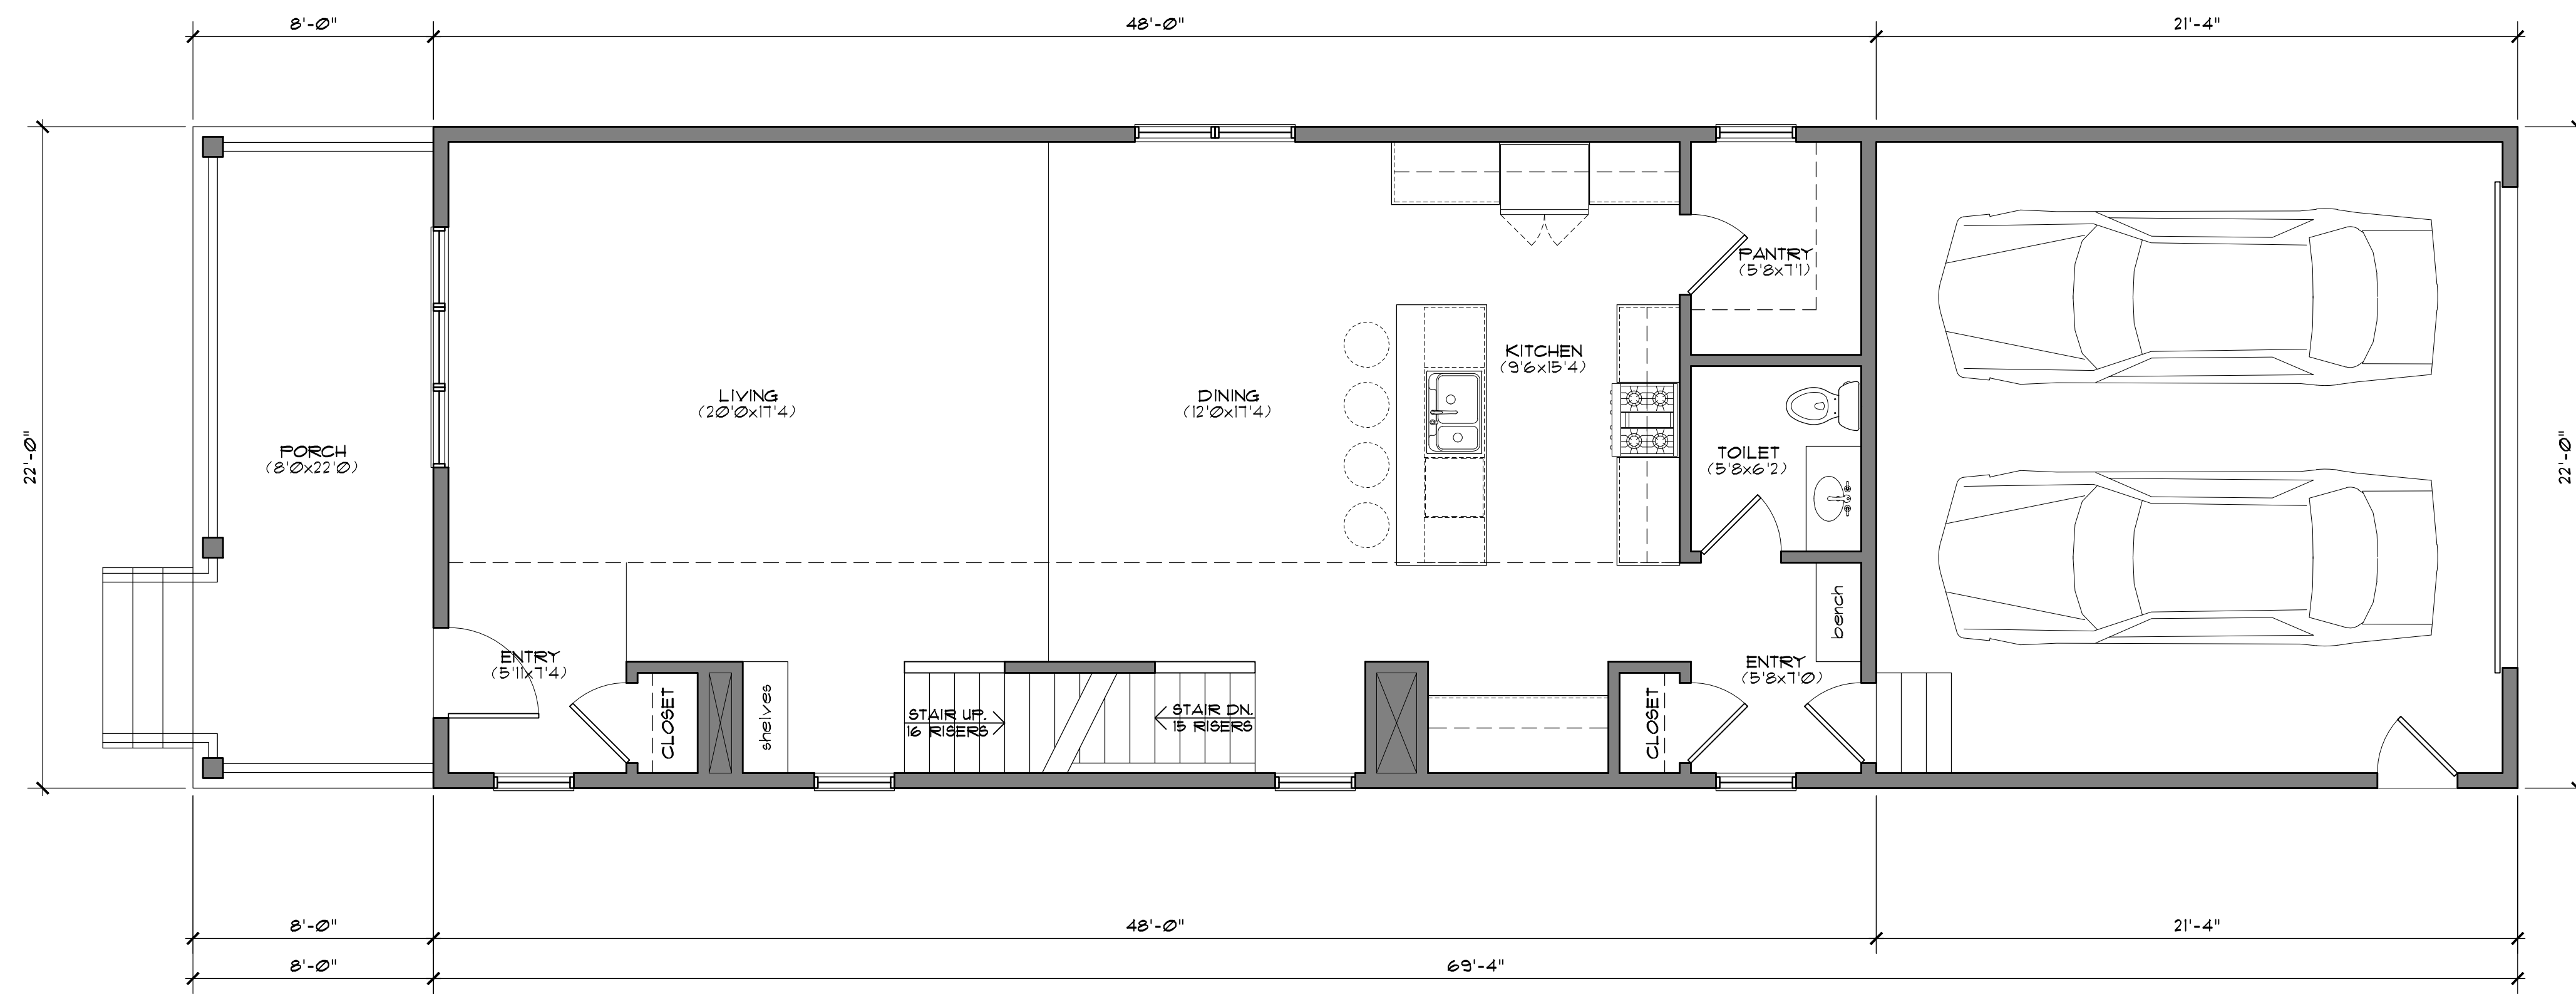 8'-0"
48'-0"
21'-4"
22'-0"
22'-0"
PORCH
(8'0x22'0)
LIVING
(20'0x17'4)
DINING
(12'0x17'4)
KITCHEN
(9'6x15'4)
PANTRY
(5'8x7'1)
TOILET
(5'8x6'2)
bench
ENTRY
(5'11x7'4)
CLOSET
shelves
STAIR UP.
16 RISERS
STAIR DN.
15 RISERS
CLOSET
ENTRY
(5'8x7'0)
8'-0"
48'-0"
21'-4"
8'-0"
69'-4"